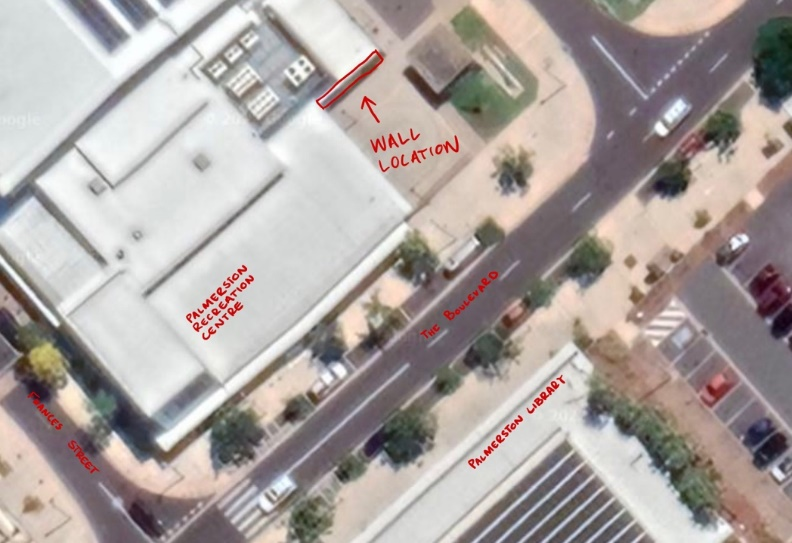 WALL
LOCATION
PALMERSTON
RECREATION
CENTRE
THE BOULEVARD
FRANCES STREET
PALMERSTON LIBRARY